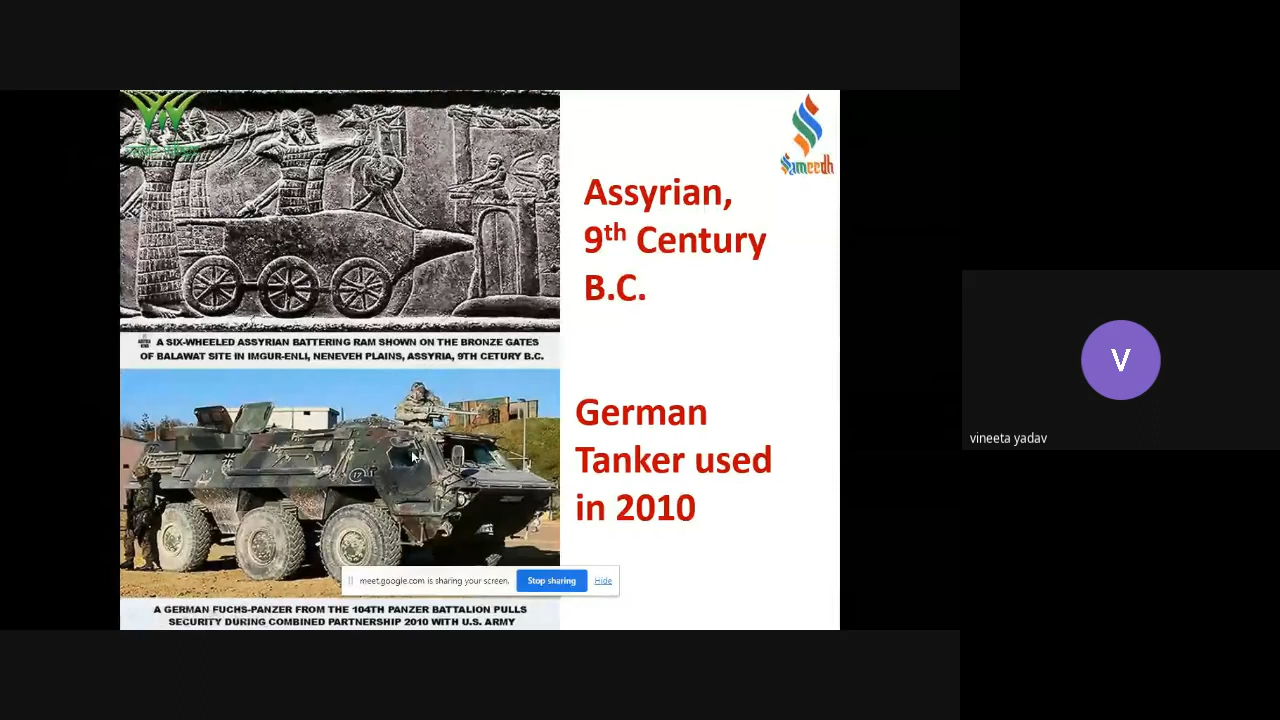 Sameedh
Assyrian,
9th Century
B.C.
A SIX-WHEELED ASSYRIAN BATTERING RAM SHOWN ON THE BRONZE GATES
OF BALAWAT SITE IN IMGUR-ENLI, NENEVEH PLAINS, ASSYRIA, 9TH CETURY B.C.
German
Tanker used
in 2010
meet.google.com is sharing your screen.
Stop sharing
Hide
A GERMAN FUCHS-PANZER FROM THE 104TH PANZER BATTALION PULLS
SECURITY DURING COMBINED PARTNERSHIP 2010 WITH U.S. ARMY
V
vineeta yadav